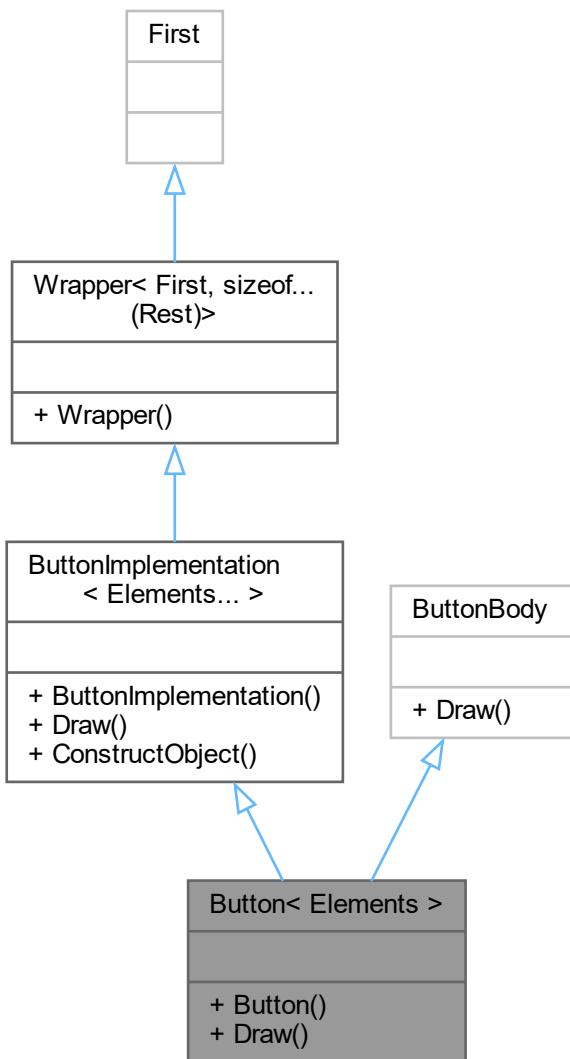 First
Wrapper< First, sizeof...
(Rest)>
+ Wrapper()
ButtonImplementation
< Elements... >
+ ButtonImplementation()
+ Draw()
+ ConstructObject()
ButtonBody
+ Draw()
Button< Elements >
+ Button()
+ Draw()